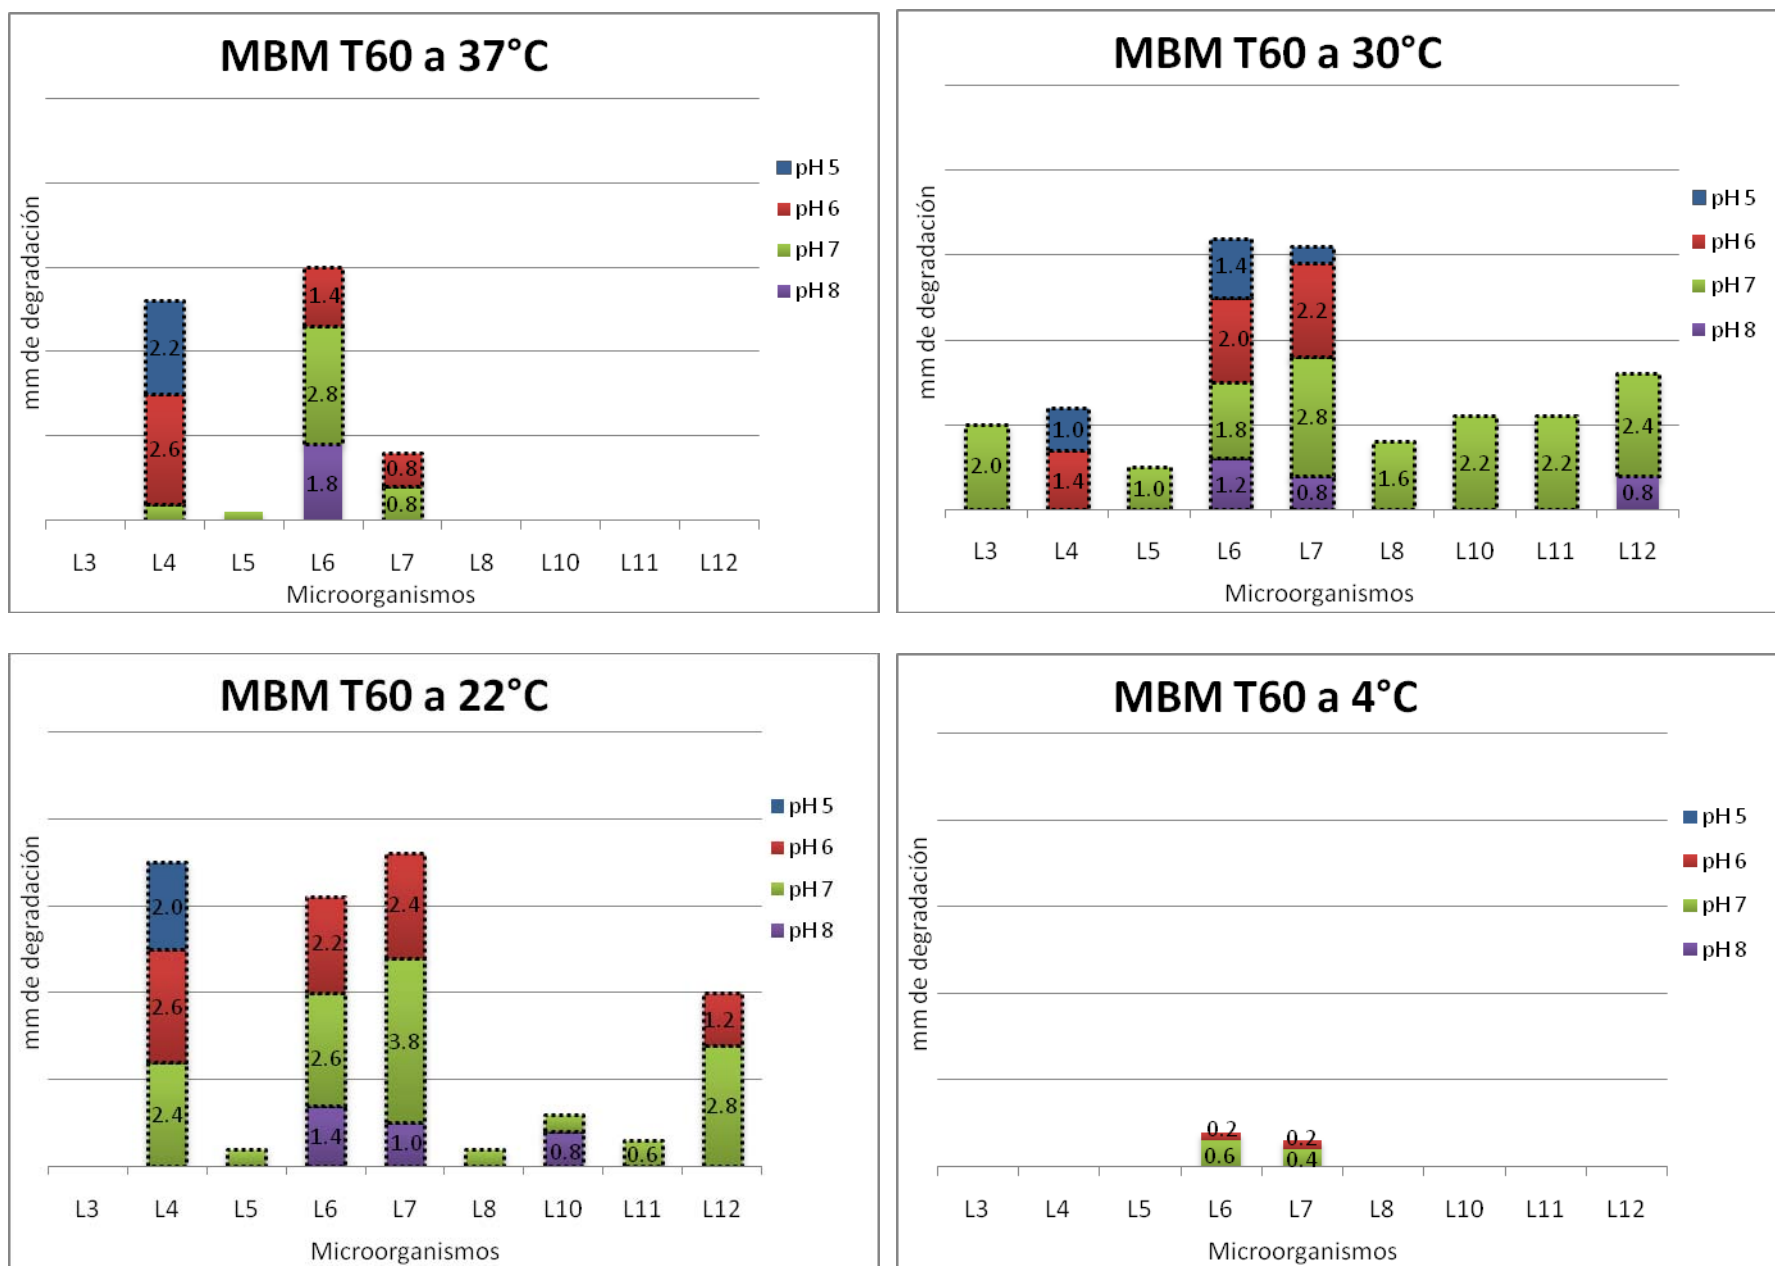 MBM T60 a 37°C
mm de degradación
2.2
2.6
1.4
2.8
1.8
0.8
0.8
pH 5
pH 6
pH 7
pH 8
L3 L4 L5 L6 L7 L8 L10 L11 L12
Microorganismos
MBM T60 a 30°C
mm de degradación
2.0
1.0
1.4
1.0
1.4
2.0
1.8
1.2
2.2
2.8
0.8
1.6
2.2
2.2
2.4
0.8
pH 5
pH 6
pH 7
pH 8
L3 L4 L5 L6 L7 L8 L10 L11 L12
Microorganismos
MBM T60 a 22°C
mm de degradación
2.0
2.6
2.4
2.2
2.6
1.4
2.4
3.8
1.0
0.8
0.6
1.2
2.8
pH 5
pH 6
pH 7
pH 8
L3 L4 L5 L6 L7 L8 L10 L11 L12
Microorganismos
MBM T60 a 4°C
mm de degradación
0.2
0.6
0.2
0.4
pH 5
pH 6
pH 7
pH 8
L3 L4 L5 L6 L7 L8 L10 L11 L12
Microorganismos